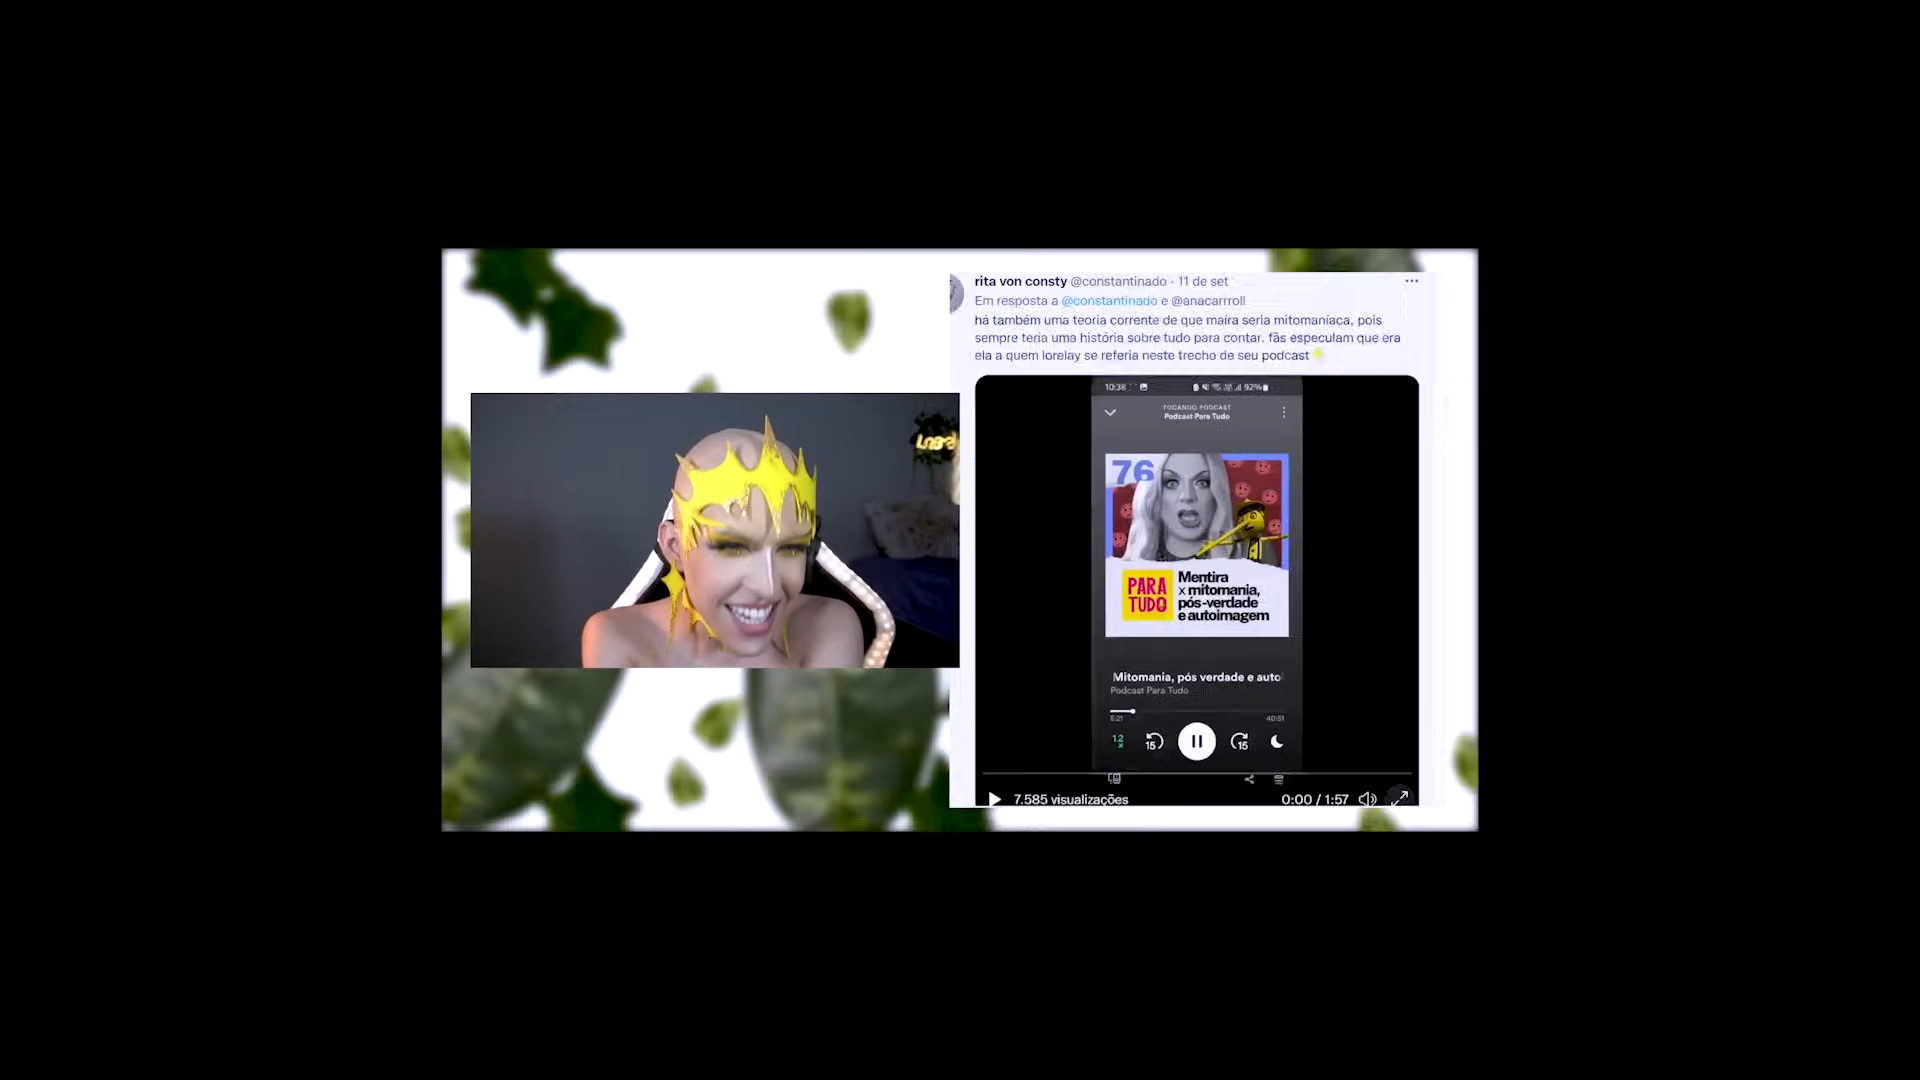 rita von consty @constantinado · 11 de set
Em resposta a @constantinado e @anacarrroll
há também uma teoria corrente de que maíra seria mitomaníaca, pois
sempre teria uma história sobre tudo para contar. fãs especulam que era
ela a quem lorelay se referia neste trecho de seu podcast
10:38
92%
TOCANDO PODCAST
Podcast Para Tudo
76
PARA
TUDO
Mentira
x mitomania,
pós-verdade
e autoimagem
Mitomania, pós verdade e auto
Podcast Para Tudo
5:21
40:51
1.2
x
15
15
7.585 visualizações
0:00 / 1:57